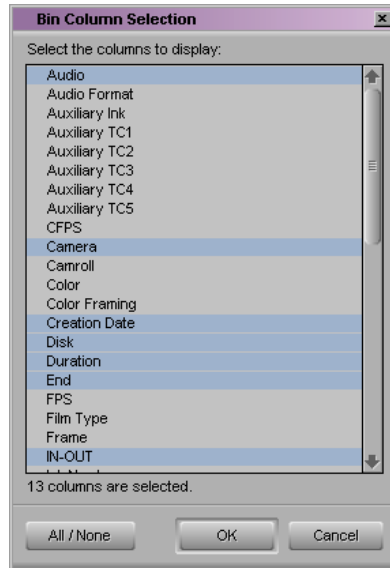 Bin Column Selection
Select the columns to display:
Audio
Audio Format
Auxiliary Ink
Auxiliary TC1
Auxiliary TC2
Auxiliary TC3
Auxiliary TC4
Auxiliary TC5
CFPS
Camera
Camroll
Color
Color Framing
Creation Date
Disk
Duration
End
FPS
Film Type
Frame
IN-OUT
13 columns are selected.
All / None
OK
Cancel